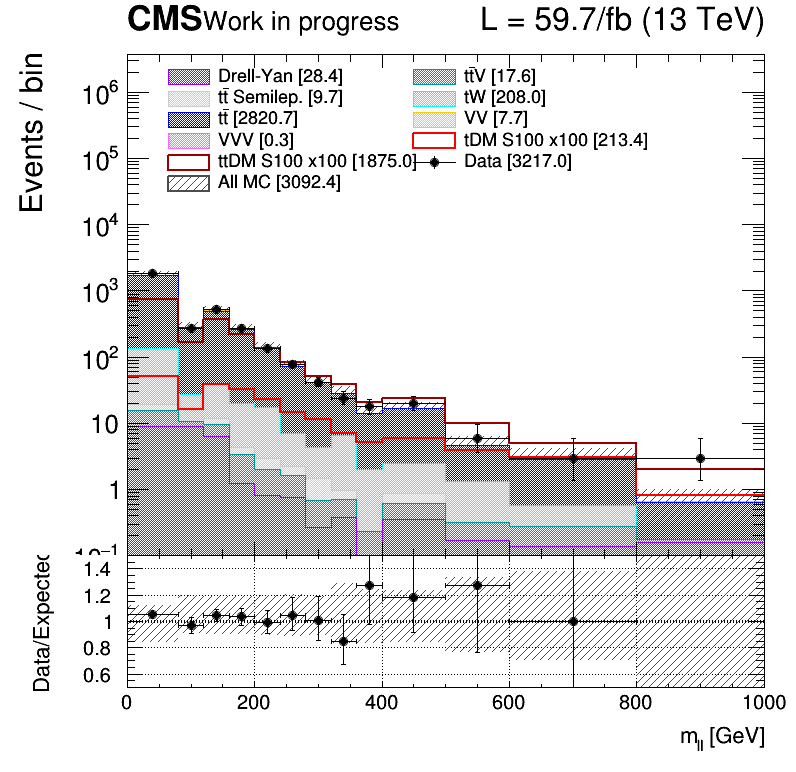 CMS Work in progress L = 59.7/fb (13 TeV)
Events / bin
Drell-Yan [28.4] tt̄V [17.6]
tt̄ Semilep. [9.7] tW [208.0]
tt̄ [2820.7] VV [7.7]
VVV [0.3] tDM S100 x100 [213.4]
ttDM S100 x100 [1875.0] Data [3217.0]
All MC [3092.4]
10⁶
10⁵
10⁴
10³
10²
10
1
10⁻¹
Data/Expected
1.4
1.2
1
0.8
0.6
0 200 400 600 800 1000
m_ll [GeV]